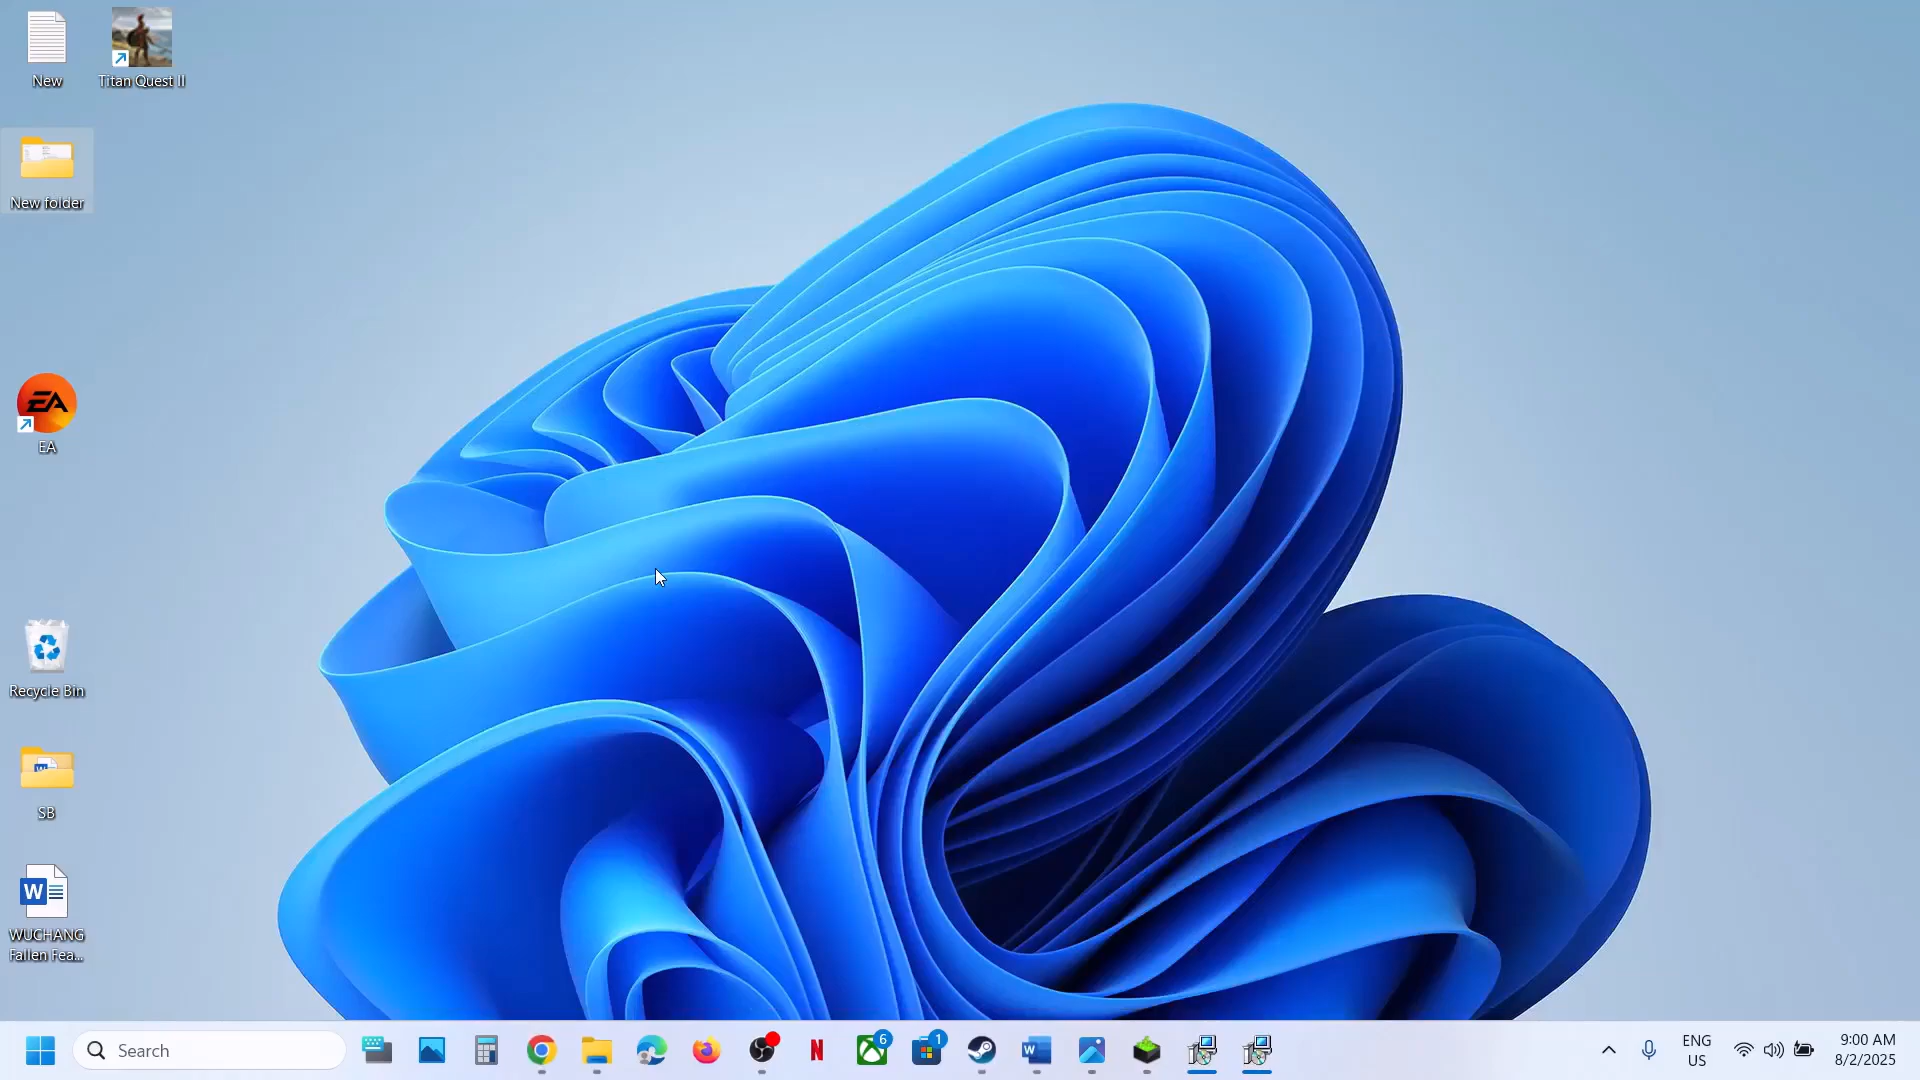 New
Titan Quest II
New folder
EA
EA
Recycle Bin
SB
W
WUCHANG
Fallen Fea...
Search
N
6
1
W
ENG
US
9:00 AM
8/2/2025